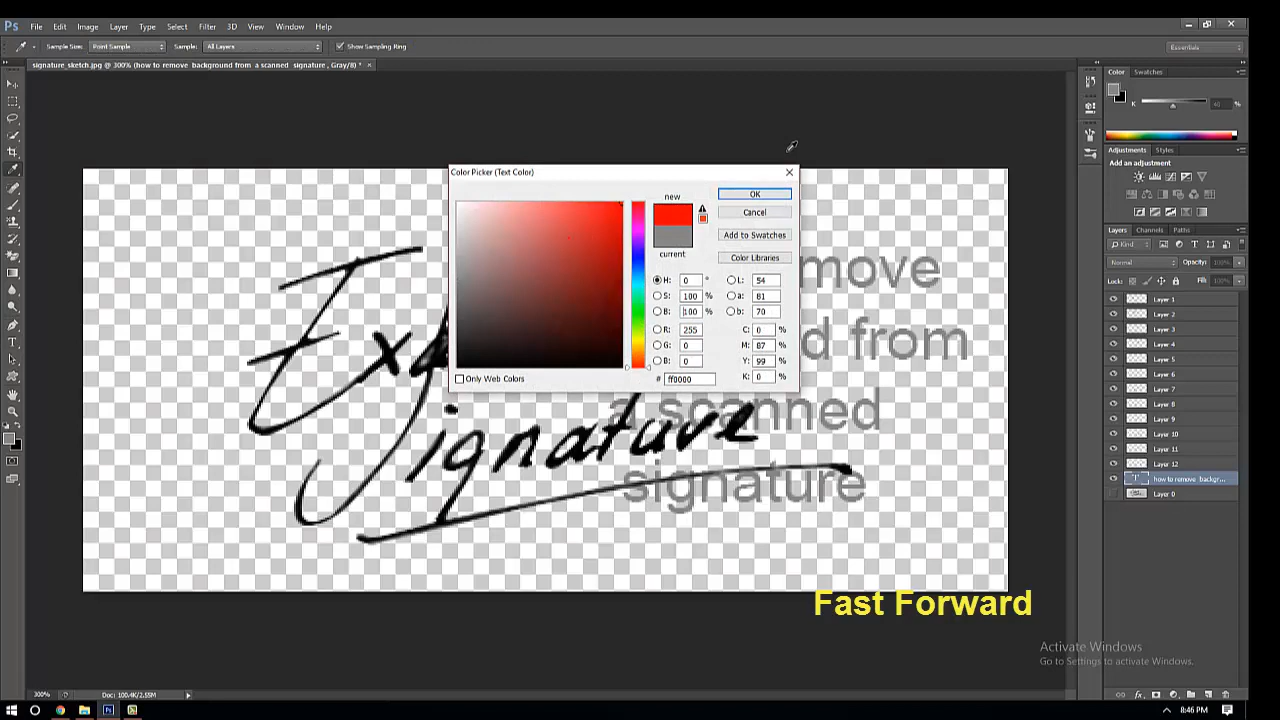 Ps File Edit Image Layer Type Select Filter 3D View Window Help
Sample Size: Point Sample Sample: All Layers Show Sampling Ring Essentials
signature_sketch.jpg @ 300% (how to remove background from a scanned signature, Gray/8) * ×
Color Swatches
K %
Adjustments Styles
Add an adjustment
Layers Channels Paths
Kind
Normal Opacity: 100%
Lock: Fill: 100%
Layer 1
Layer 2
Layer 3
Layer 4
Layer 5
Layer 6
Layer 7
Layer 8
Layer 9
Layer 10
Layer 11
Layer 12
T how to remove backgr...
Layer 0
Color Picker (Text Color)
new
current
OK
Cancel
Add to Swatches
Color Libraries
H: 0 ° L: 54
S: 100 % a: 81
B: 100 % b: 70
R: 255 C: 0 %
G: 0 M: 87 %
B: 0 Y: 99 %
# ff0000 K: 0 %
Only Web Colors
move
d from
a scanned
signature
Signature
Fast Forward
Activate Windows
Go to Settings to activate Windows.
300% Doc: 100.4K/2.55M
8:46 PM